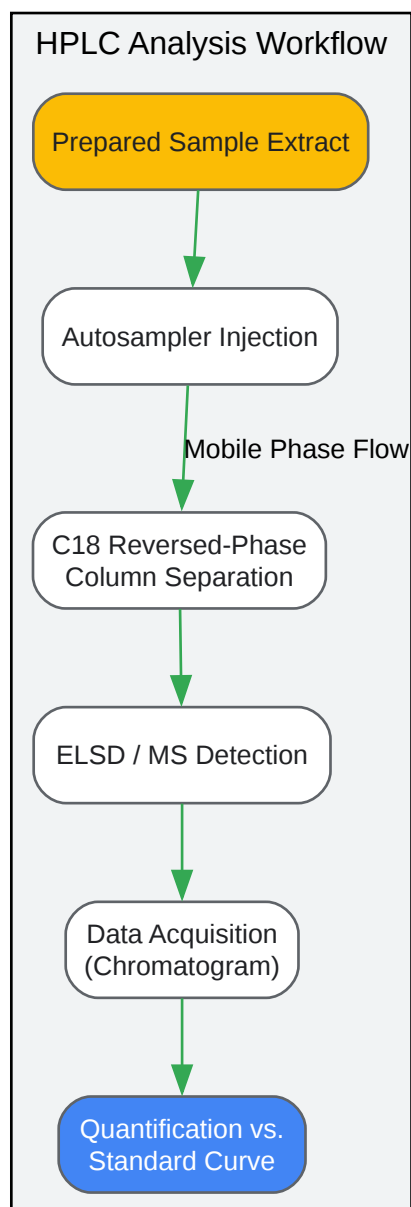 HPLC Analysis Workflow
Prepared Sample Extract
Autosampler Injection
Mobile Phase Flow
C18 Reversed-Phase
Column Separation
ELSD / MS Detection
Data Acquisition
(Chromatogram)
Quantification vs.
Standard Curve